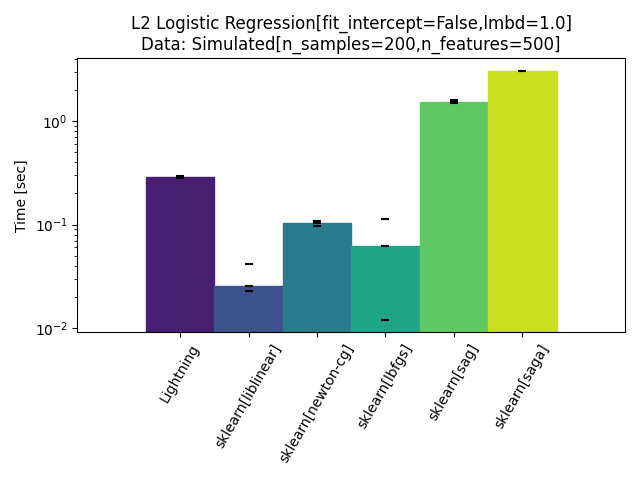 L2 Logistic Regression[fit_intercept=False,lmbd=1.0]
Data: Simulated[n_samples=200,n_features=500]
Time [sec]
10⁰
10⁻¹
10⁻²
Lightning
sklearn[liblinear]
sklearn[newton-cg]
sklearn[lbfgs]
sklearn[sag]
sklearn[saga]